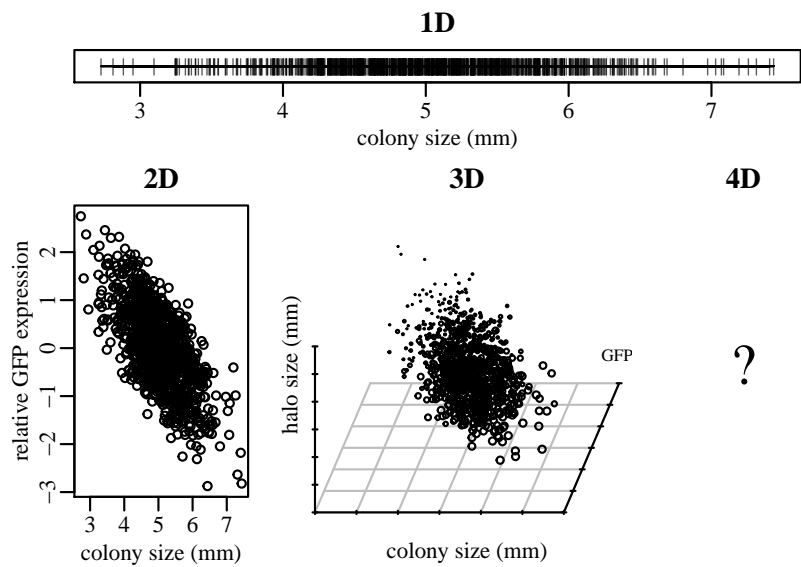 1D
3 4 5 6 7
colony size (mm)
2D
relative GFP expression
2
1
0
−1
−2
−3
3 4 5 6 7
colony size (mm)
3D
halo size (mm)
GFP
colony size (mm)
4D
?